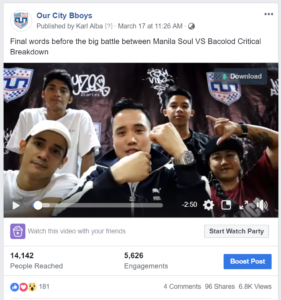 Our City Bboys
Published by Karl Alba [?] · March 17 at 11:26 AM ·
Final words before the big battle between Manila Soul VS Bacolod Critical
Breakdown
Download
-2:50
Watch this video with your friends
Start Watch Party
14,142
People Reached
5,626
Engagements
Boost Post
181
4 Comments 96 Shares 6.8K Views